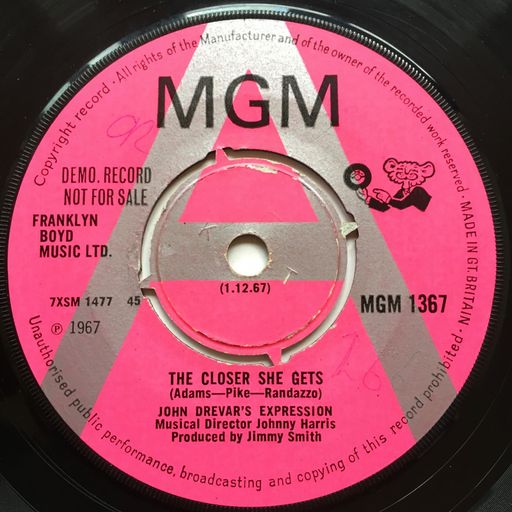 Copyright record · All rights of the Manufacturer and of the owner of the recorded work reserved · MADE IN GT. BRITAIN
MGM
DEMO. RECORD
NOT FOR SALE
FRANKLYN
BOYD
MUSIC LTD.
(1.12.67)
7XSM 1477 45
MGM 1367
℗ 1967
THE CLOSER SHE GETS
(Adams—Pike—Randazzo)
JOHN DREVAR'S EXPRESSION
Musical Director Johnny Harris
Produced by Jimmy Smith
Unauthorised public performance, broadcasting and copying of this record prohibited ·